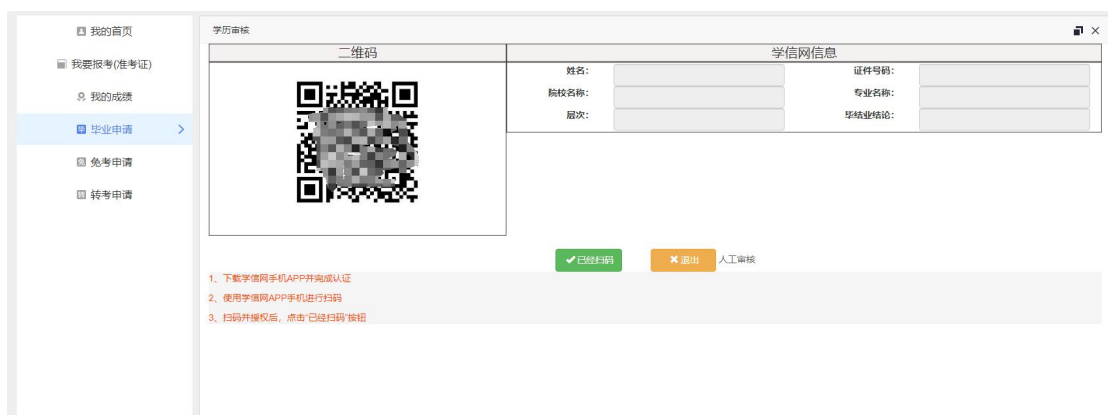 我的首页
我要报考(准考证)
我的成绩
毕业申请
免考申请
转考申请
学历审核
二维码
学信网信息
姓名：
证件号码：
院校名称：
专业名称：
层次：
毕结业结论：
已经扫码
退出
人工审核
1、下载学信网手机APP并完成认证
2、使用学信网APP手机进行扫码
3、扫码并授权后，点击“已经扫码”按钮